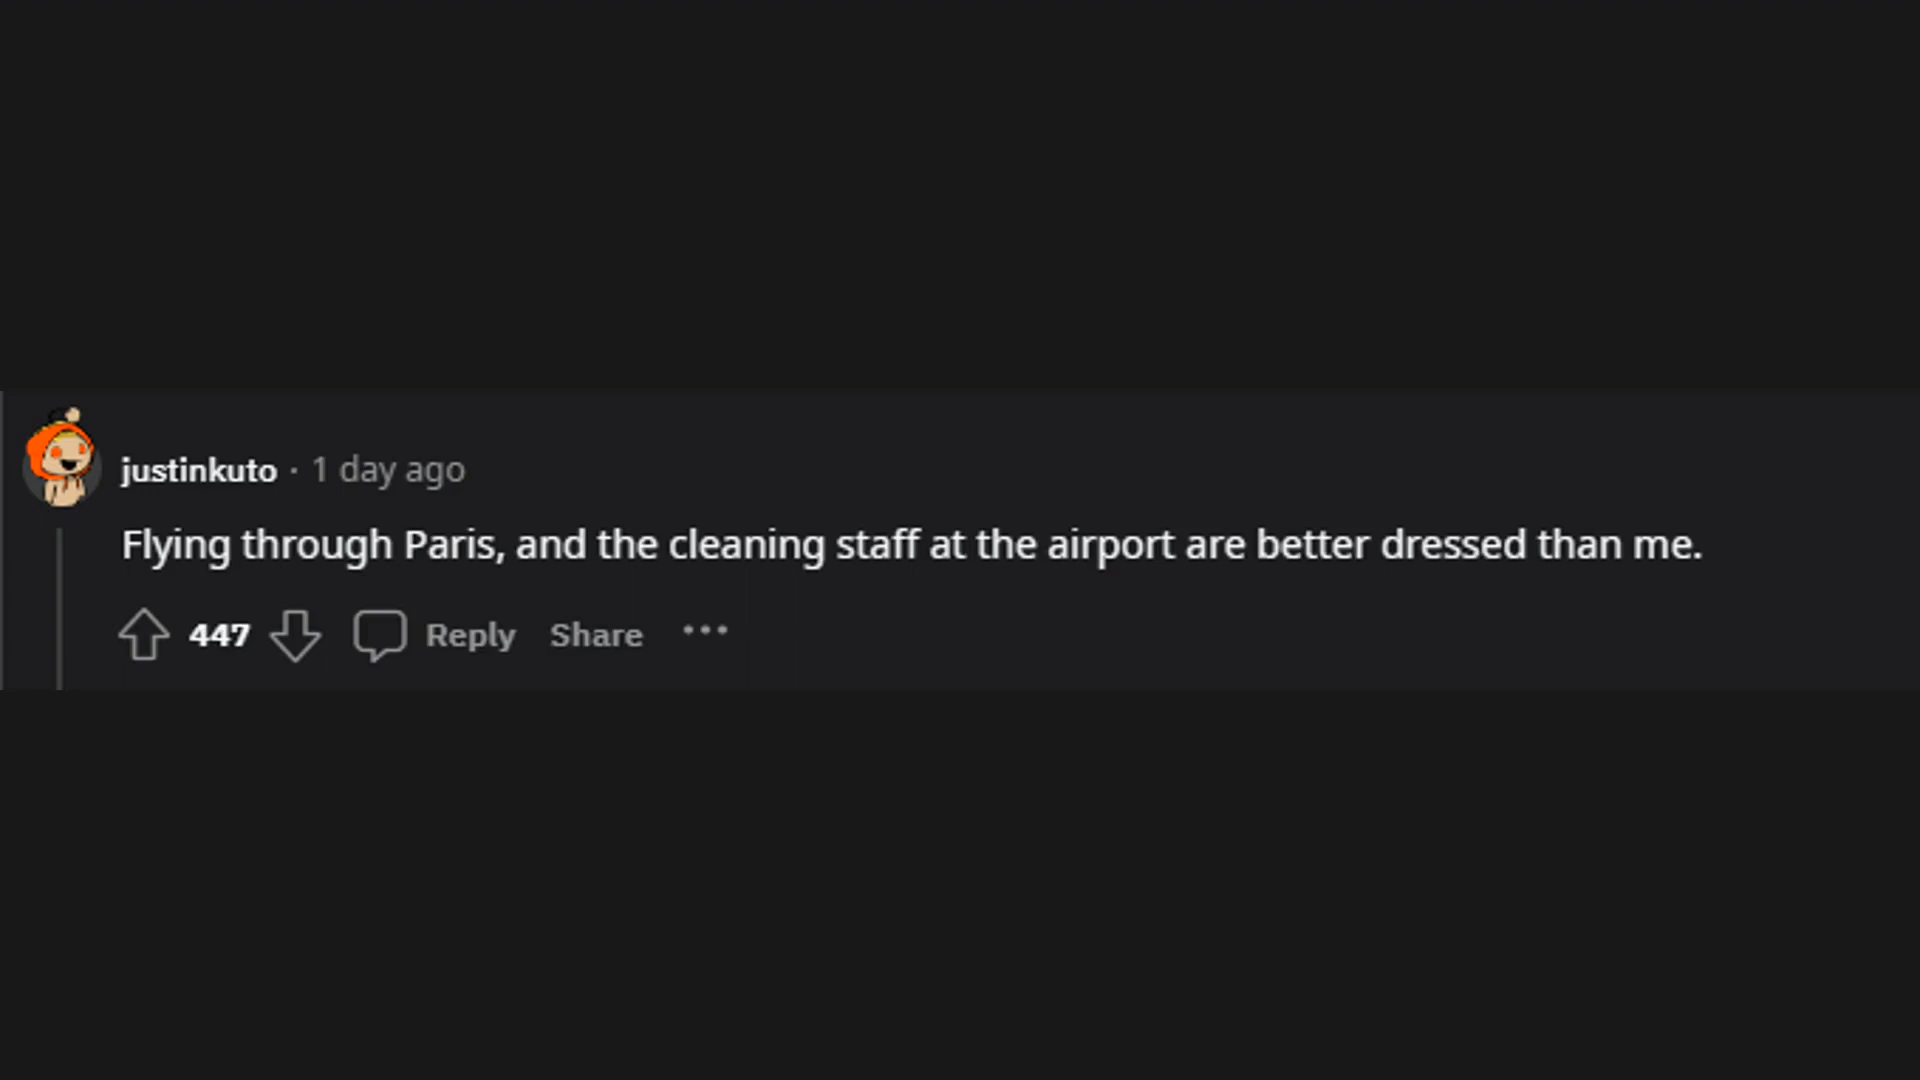 justinkuto · 1 day ago
Flying through Paris, and the cleaning staff at the airport are better dressed than me.
447 Reply Share ···